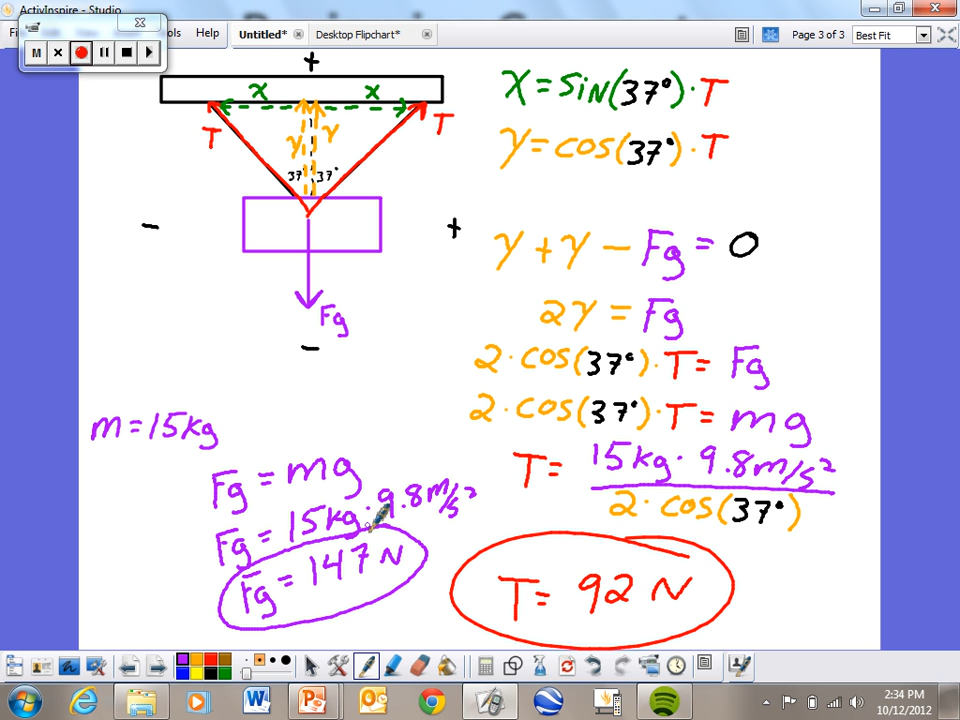 ActivInspire - Studio
Tools Help Untitled* Desktop Flipchart* Page 3 of 3 Best Fit
M
+
x x
T T
y y
37 37°
- +
Fg
-
x = sin(37°) · T
y = cos(37°) · T
y + y - Fg = 0
2y = Fg
2 · cos(37°) · T = Fg
2 · cos(37°) · T = mg
T = 15kg · 9.8m/s²
2 · cos(37°)
T = 92 N
m = 15kg
Fg = mg
Fg = 15kg · 9.8m/s²
Fg = 147 N
2:34 PM
10/12/2012